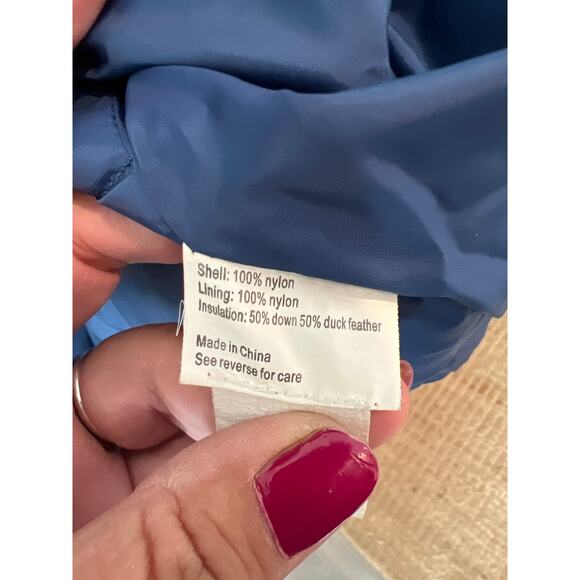 Shell: 100% nylon
Lining: 100% nylon
Insulation: 50% down 50% duck feather
Made in China
See reverse for care